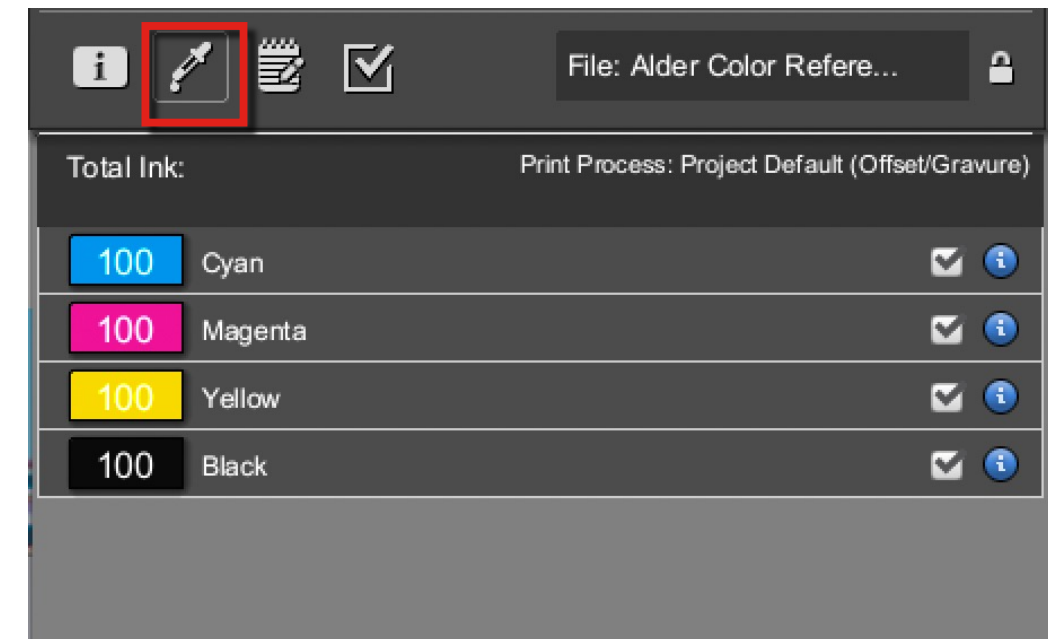 i
File: Alder Color Refere...
Total Ink:
Print Process: Project Default (Offset/Gravure)
100 Cyan i
100 Magenta i
100 Yellow i
100 Black i